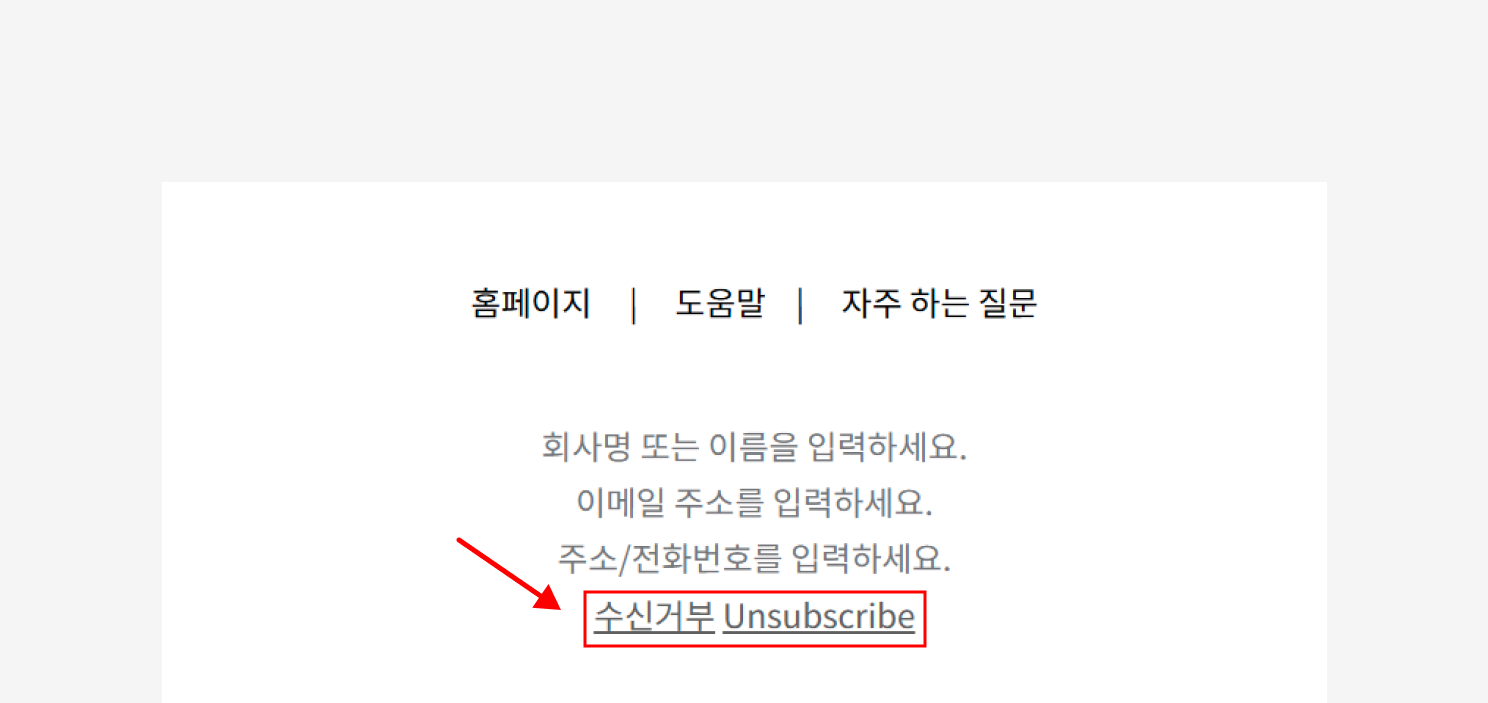 홈페이지 | 도움말 | 자주 하는 질문
회사명 또는 이름을 입력하세요.
이메일 주소를 입력하세요.
주소/전화번호를 입력하세요.
수신거부 Unsubscribe